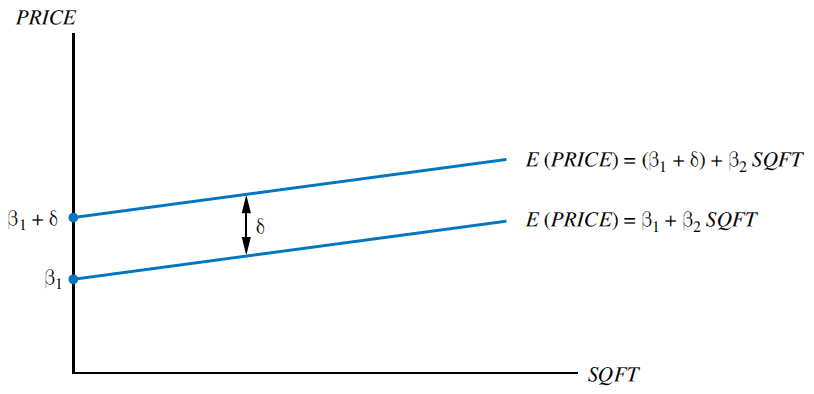 PRICE
E (PRICE) = (β₁ + δ) + β₂ SQFT
β₁ + δ
δ
E (PRICE) = β₁ + β₂ SQFT
β₁
SQFT